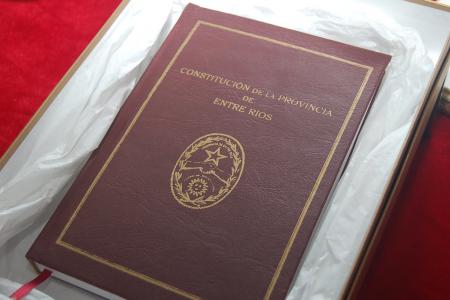 CONSTITUCIÓN DE LA PROVINCIA
DE
ENTRE RIOS